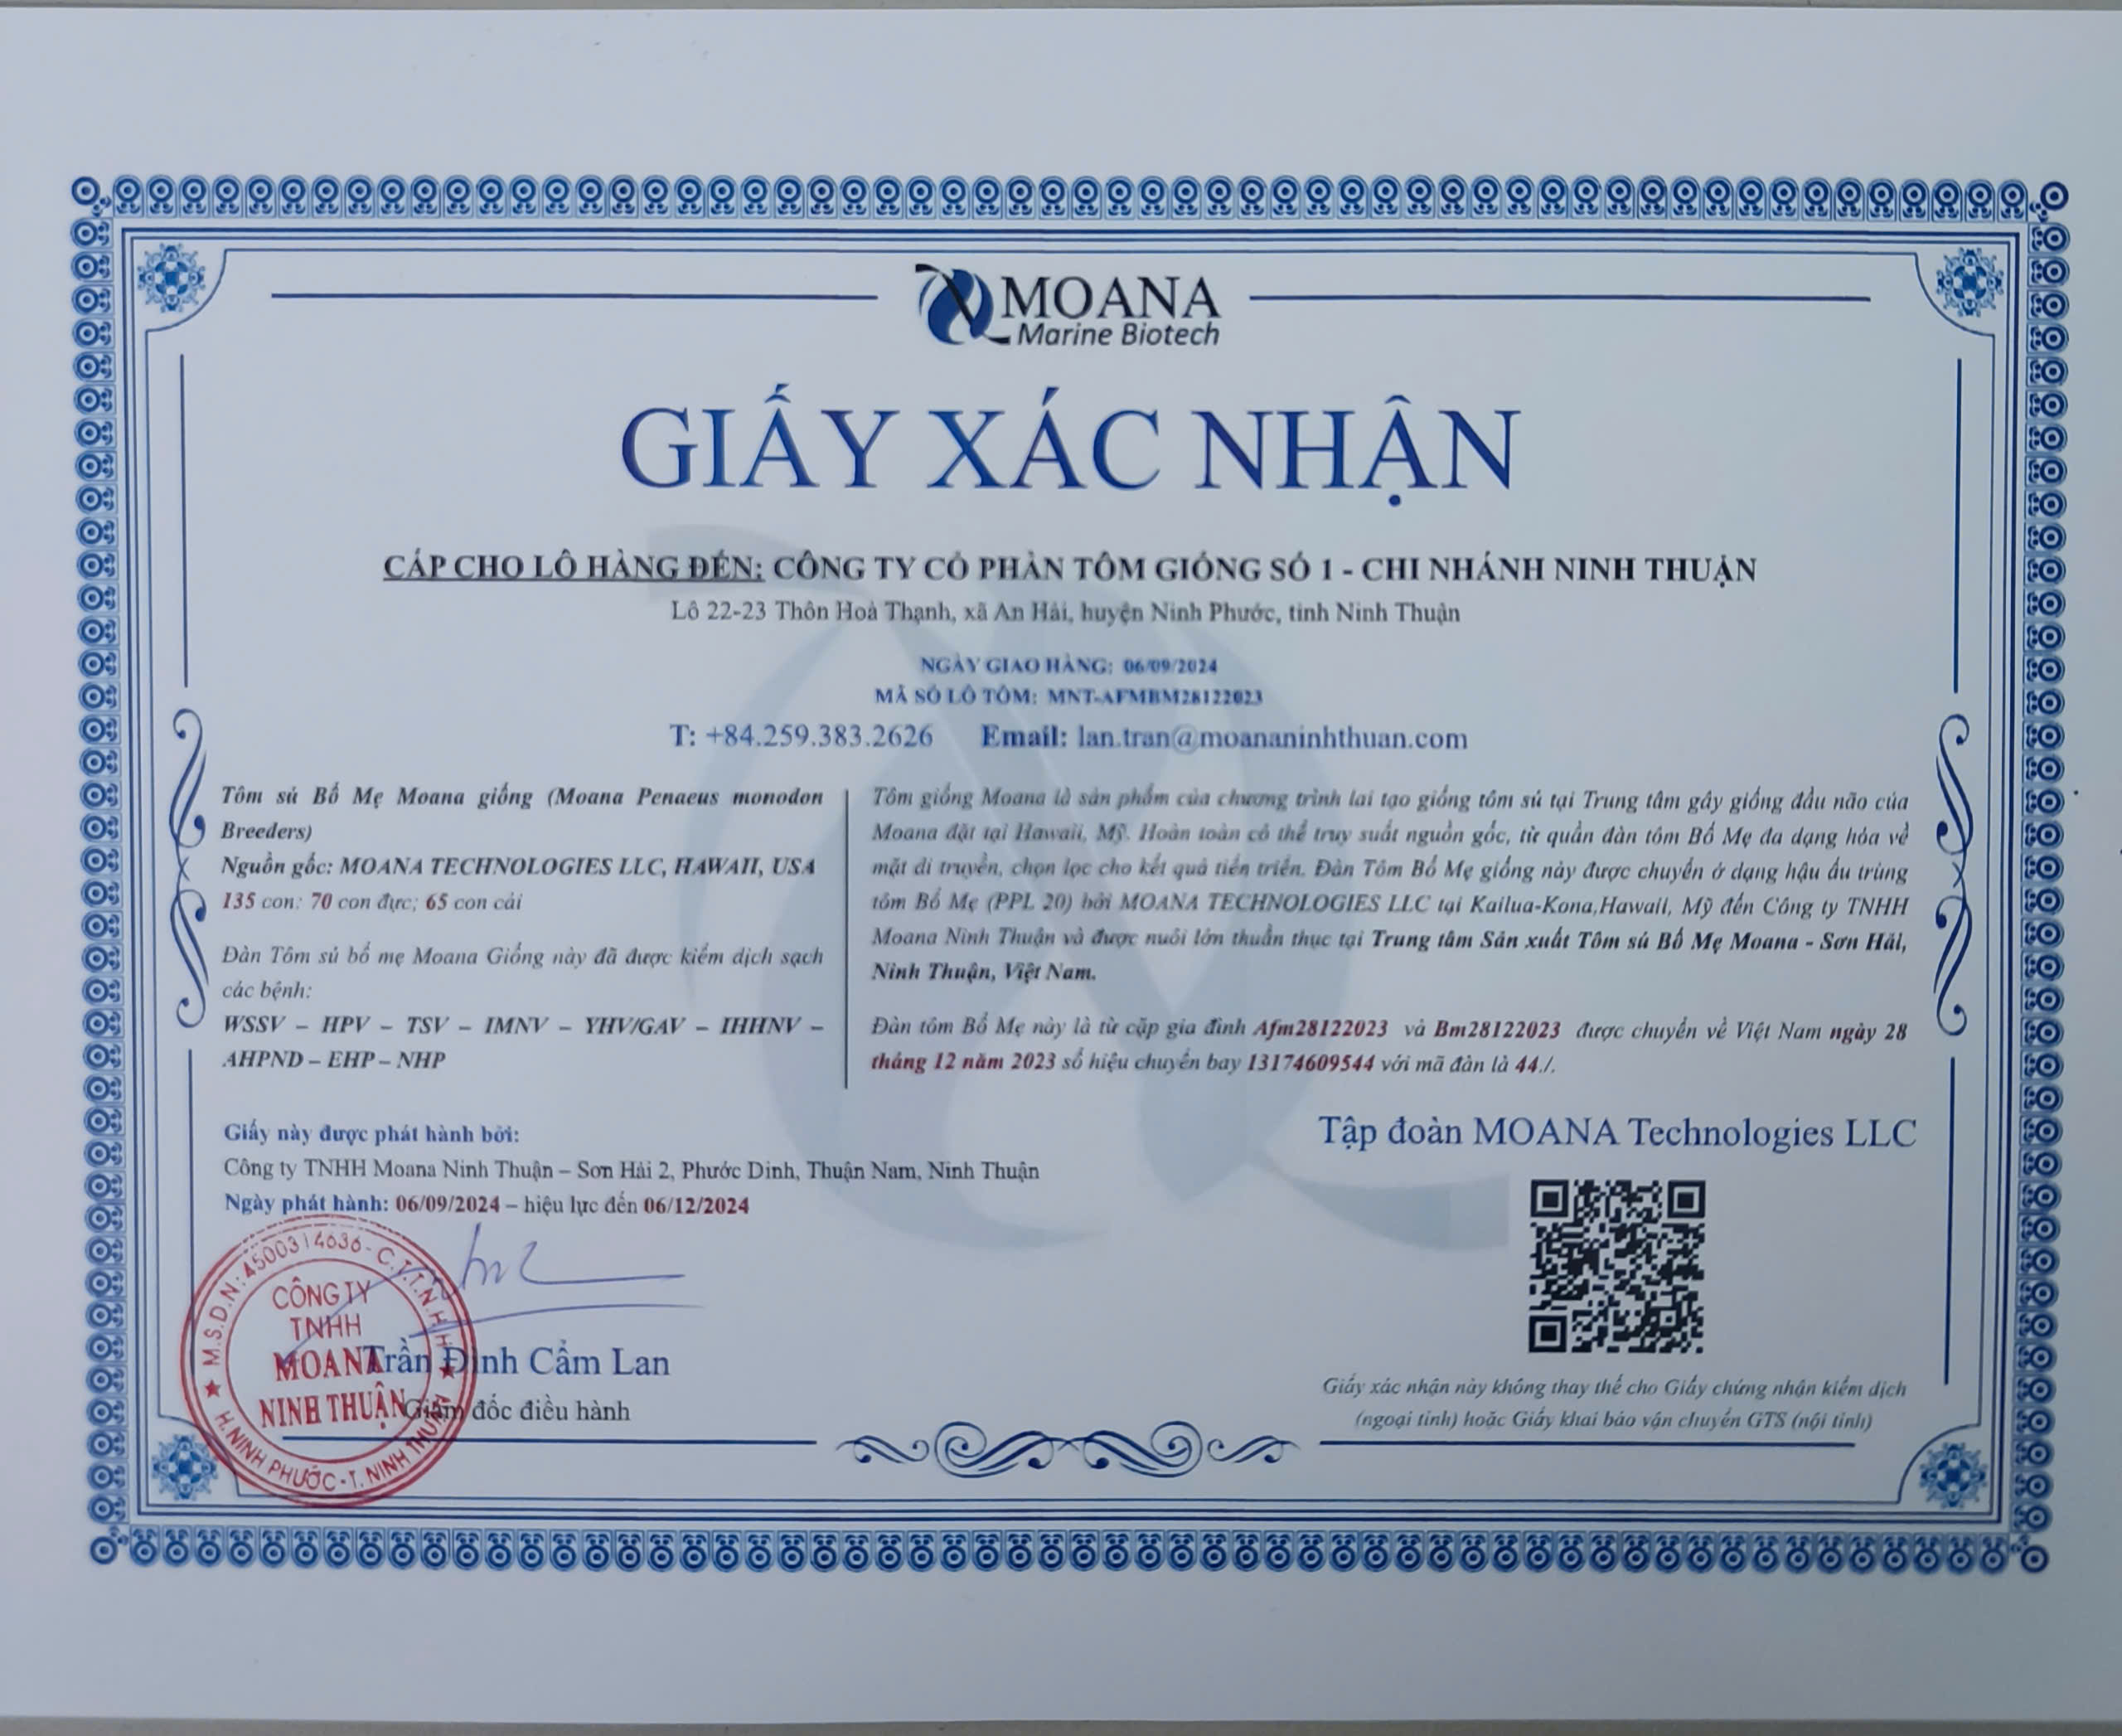 MOANA
Marine Biotech
GIẤY XÁC NHẬN
CẤP CHO LÔ HÀNG ĐẾN: CÔNG TY CỔ PHẦN TÔM GIỐNG SỐ 1 - CHI NHÁNH NINH THUẬN
Lô 22-23 Thôn Hoà Thạnh, xã An Hải, huyện Ninh Phước, tỉnh Ninh Thuận
NGÀY GIAO HÀNG: 06/09/2024
MÃ SỐ LÔ TÔM: MNT-AFMBM28122023
T: +84.259.383.2626 Email: lan.tran@moananinhthuan.com
Tôm sú Bố Mẹ Moana giống (Moana Penaeus monodon
Breeders)
Nguồn gốc: MOANA TECHNOLOGIES LLC, HAWAII, USA
135 con: 70 con đực; 65 con cái
Đàn Tôm sú bố mẹ Moana Giống này đã được kiểm dịch sạch
các bệnh:
WSSV – HPV – TSV – IMNV – YHV/GAV – IHHNV –
AHPND – EHP – NHP
Tôm giống Moana là sản phẩm của chương trình lai tạo giống tôm sú tại Trung tâm gây giống đầu não của
Moana đặt tại Hawaii, Mỹ. Hoàn toàn có thể truy suất nguồn gốc, từ quần đàn tôm Bố Mẹ đa dạng hóa về
mặt di truyền, chọn lọc cho kết quả tiến triển. Đàn Tôm Bố Mẹ giống này được chuyển ở dạng hậu ấu trùng
tôm Bố Mẹ (PPL 20) bởi MOANA TECHNOLOGIES LLC tại Kailua-Kona,Hawaii, Mỹ đến Công ty TNHH
Moana Ninh Thuận và được nuôi lớn thuần thục tại Trung tâm Sản xuất Tôm sú Bố Mẹ Moana - Sơn Hải,
Ninh Thuận, Việt Nam.
Đàn tôm Bố Mẹ này là từ cặp gia đình Afm28122023 và Bm28122023 được chuyển về Việt Nam ngày 28
tháng 12 năm 2023 số hiệu chuyến bay 13174609544 với mã đàn là 44./.
Giấy này được phát hành bởi:
Công ty TNHH Moana Ninh Thuận – Sơn Hải 2, Phước Dinh, Thuận Nam, Ninh Thuận
Ngày phát hành: 06/09/2024 – hiệu lực đến 06/12/2024
Tập đoàn MOANA Technologies LLC
M.S.D.N: 4500314636 - C.T.T.N.H.H
CÔNG TY
TNHH
MOANA
NINH THUẬN
H. NINH PHƯỚC - T. NINH THUẬN
Trần Đình Cẩm Lan
Giám đốc điều hành
Giấy xác nhận này không thay thế cho Giấy chứng nhận kiểm dịch
(ngoại tỉnh) hoặc Giấy khai báo vận chuyển GTS (nội tỉnh)